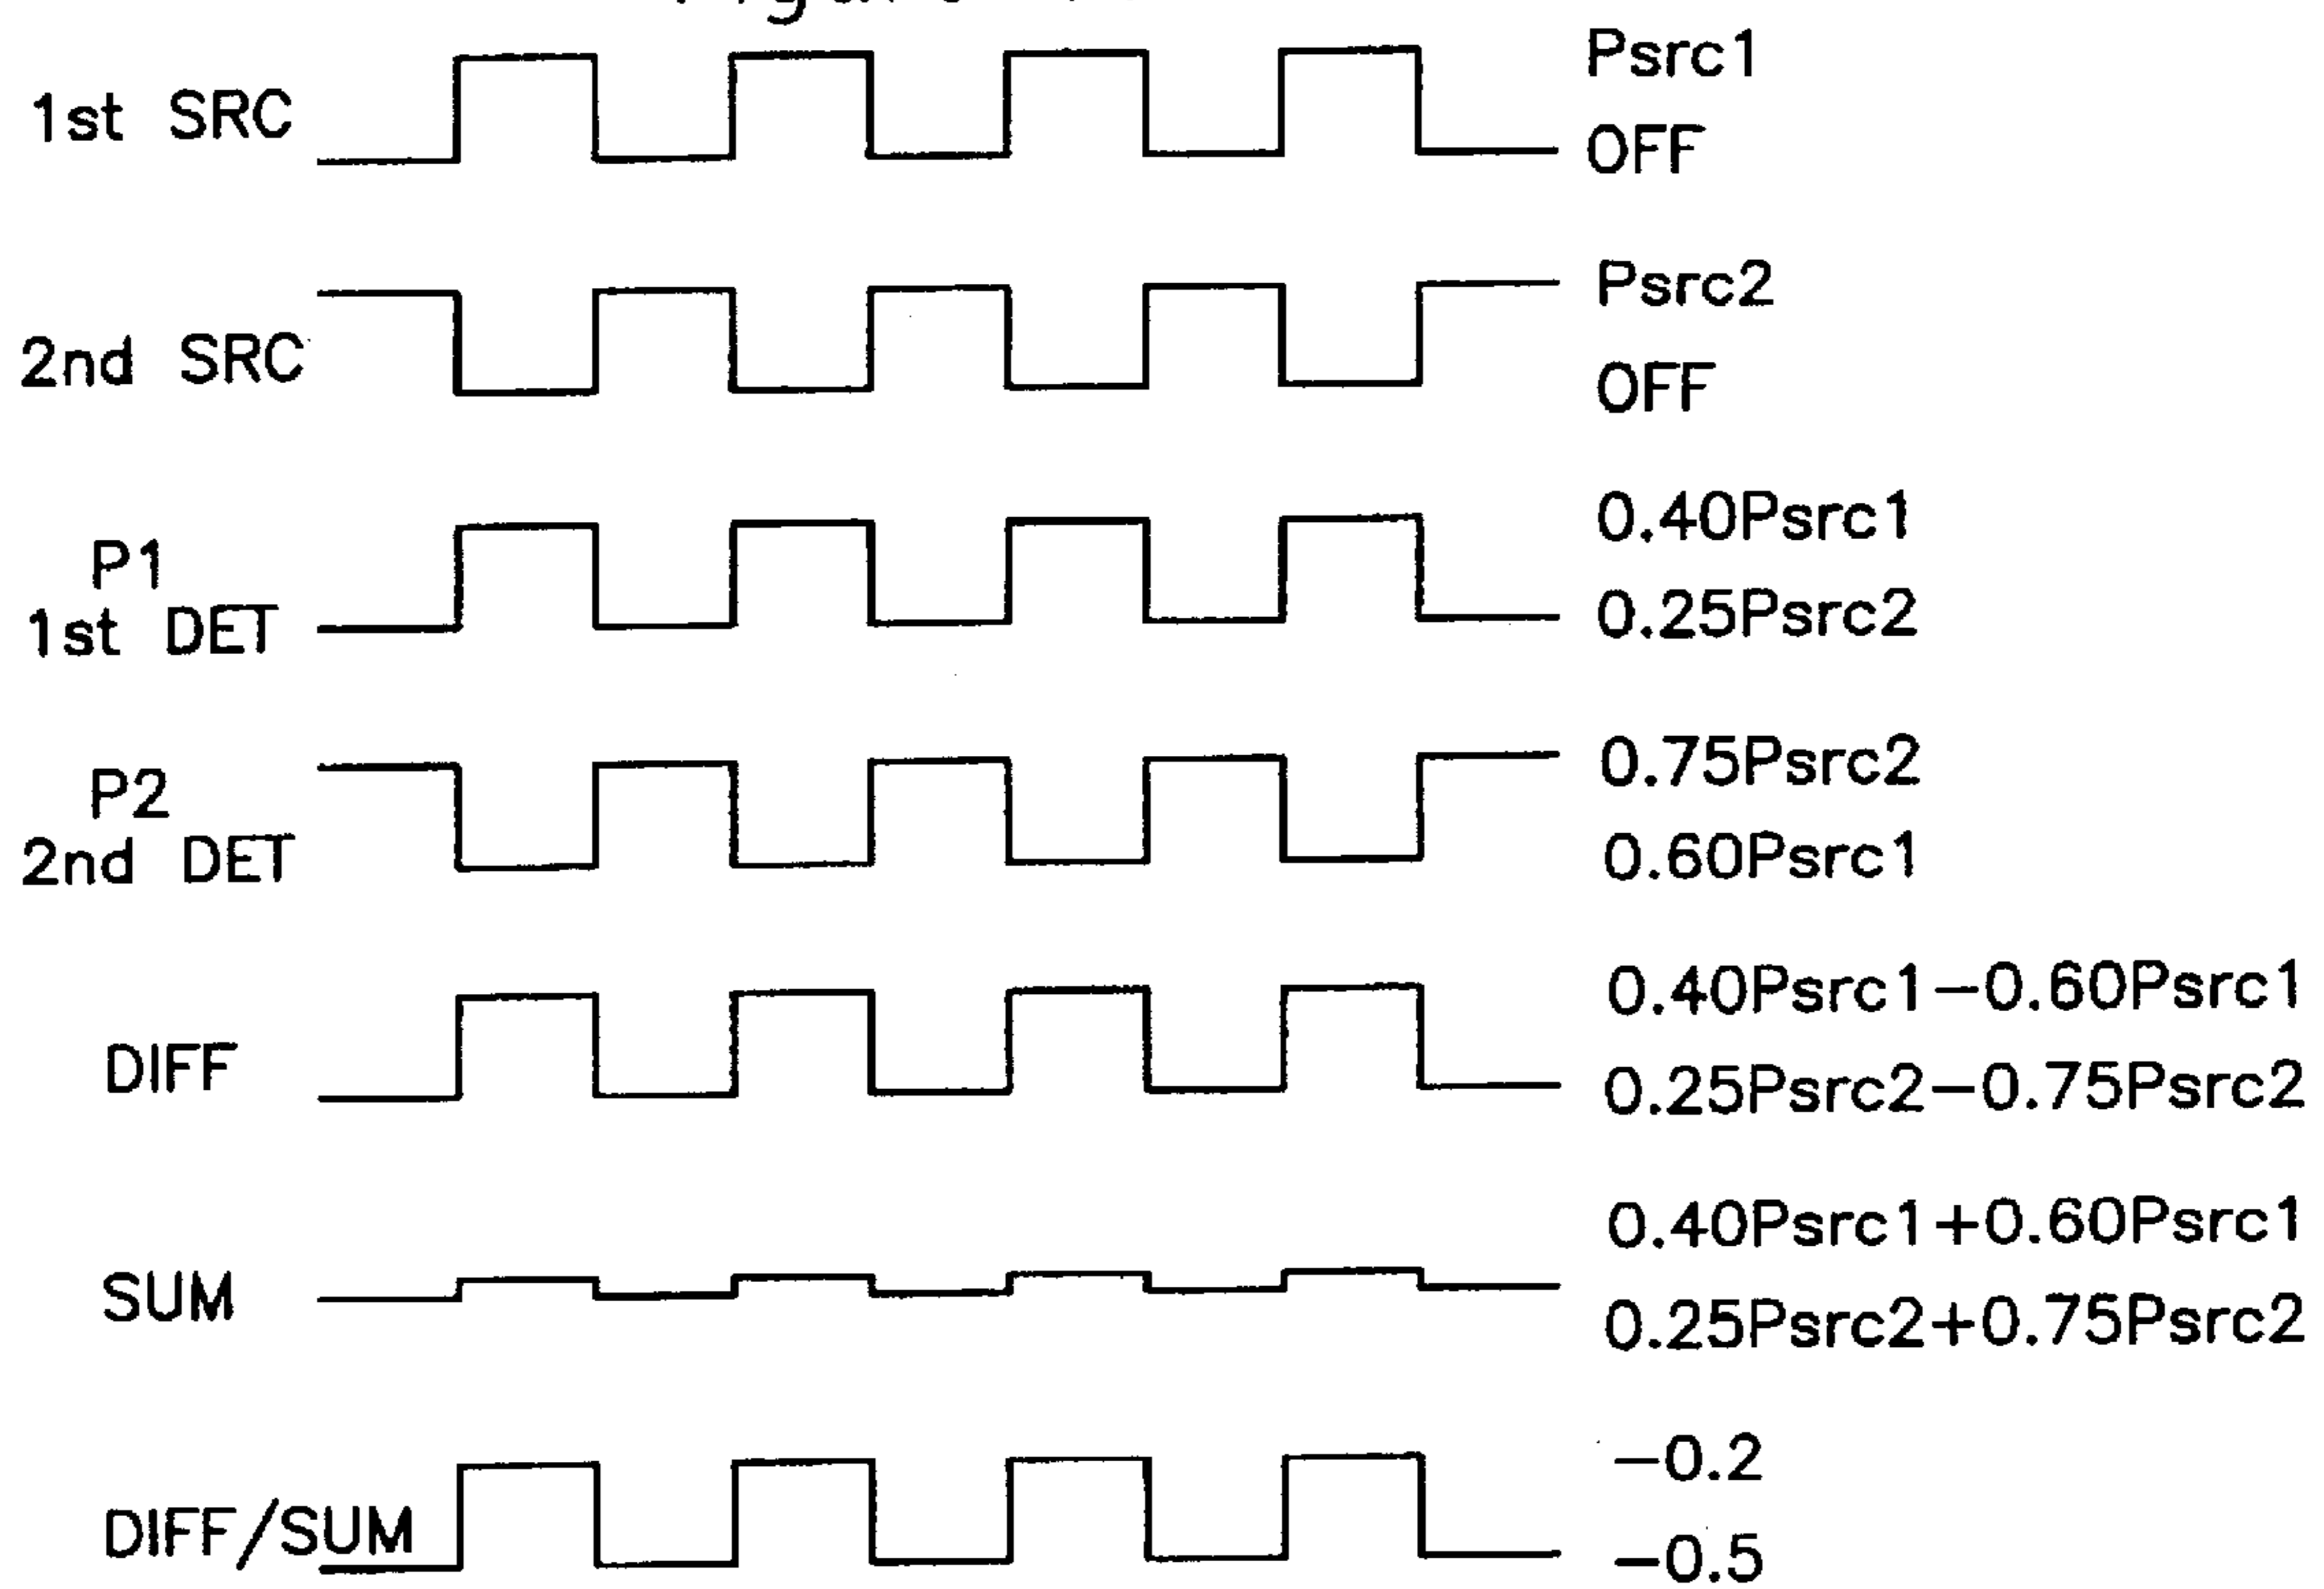 1st SRC
Psrc1
OFF
2nd SRC
Psrc2
OFF
P1
1st DET
0.40Psrc1
0.25Psrc2
P2
2nd DET
0.75Psrc2
0.60Psrc1
DIFF
0.40Psrc1-0.60Psrc1
0.25Psrc2-0.75Psrc2
SUM
0.40Psrc1+0.60Psrc1
0.25Psrc2+0.75Psrc2
DIFF/SUM
-0.2
-0.5